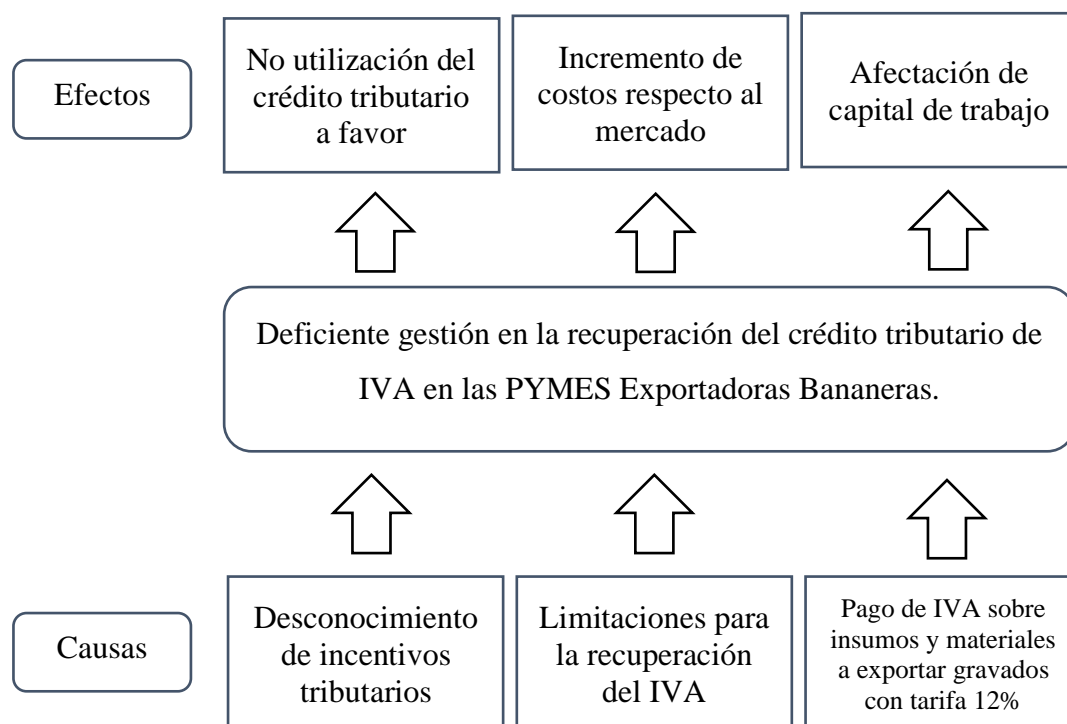 Efectos
No utilización del
crédito tributario
a favor
Incremento de
costos respecto al
mercado
Afectación de
capital de trabajo
Deficiente gestión en la recuperación del crédito tributario de
IVA en las PYMES Exportadoras Bananeras.
Causas
Desconocimiento
de incentivos
tributarios
Limitaciones para
la recuperación
del IVA
Pago de IVA sobre
insumos y materiales
a exportar gravados
con tarifa 12%